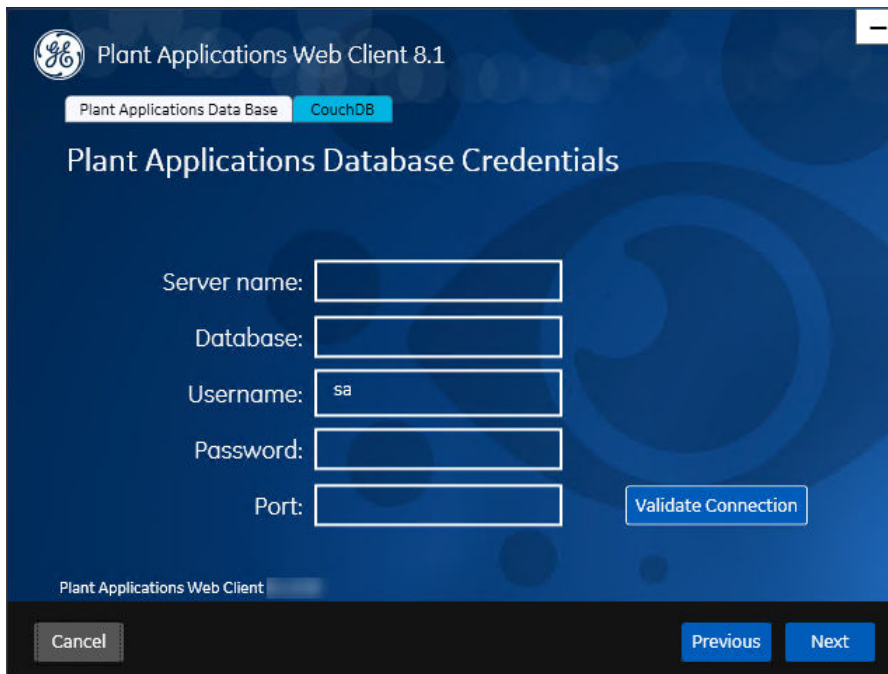 Plant Applications Web Client 8.1
Plant Applications Data Base
CouchDB
Plant Applications Database Credentials
Server name:
Database:
Username:
sa
Password:
Port:
Validate Connection
Plant Applications Web Client
Cancel
Previous
Next